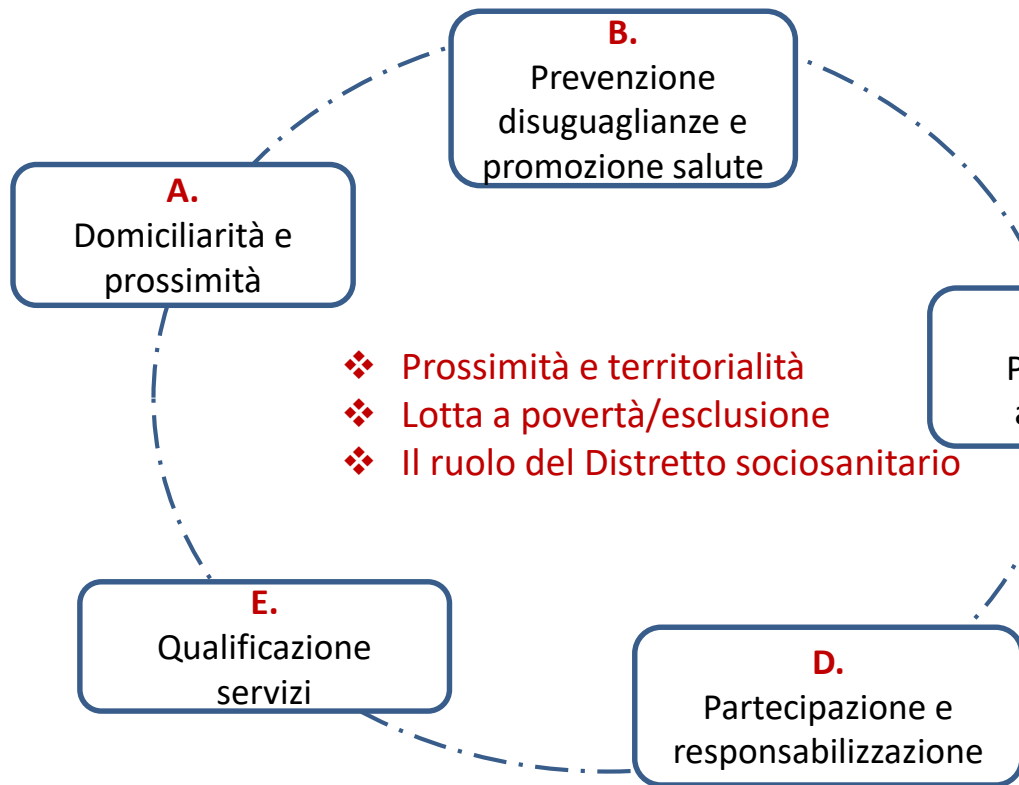 B.
Prevenzione
disuguaglianze e
promozione salute
A.
Domiciliarità e
prossimità
❖ Prossimità e territorialità
❖ Lotta a povertà/esclusione
❖ Il ruolo del Distretto sociosanitario
E.
Qualificazione
servizi
D.
Partecipazione e
responsabilizzazione